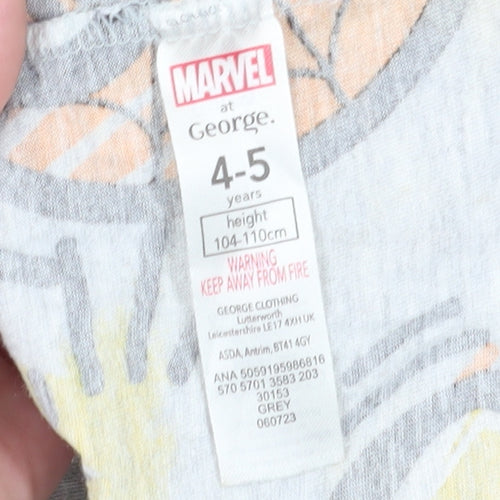 MARVEL
at
George.
4-5
years
height
104-110cm
WARNING
KEEP AWAY FROM FIRE
GEORGE CLOTHING
Lutterworth
Leicestershire LE17 4XH UK
ASDA, Antrim, BT41 4GY
ANA 5059195986816
570 5701 3583 203
30153
GREY
060723